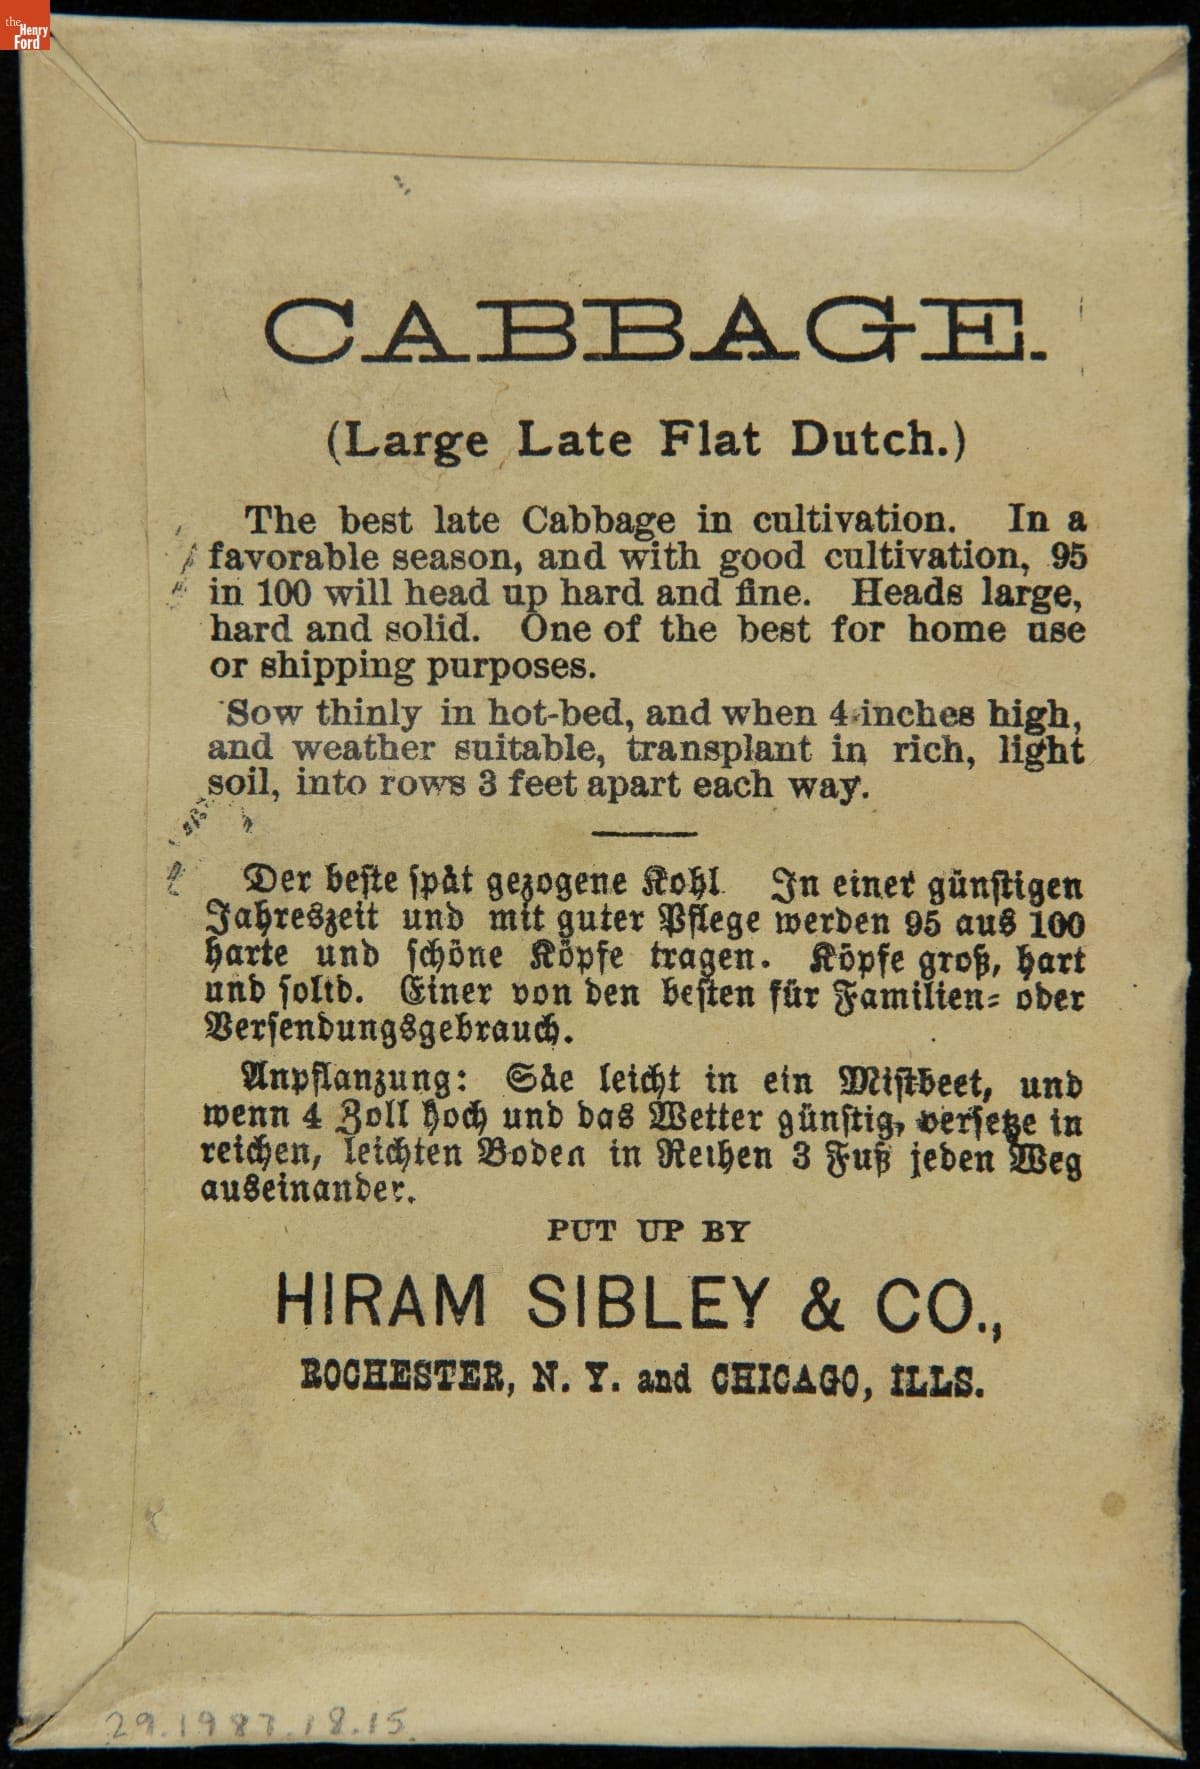 the
Henry
Ford
CABBAGE.
(Large Late Flat Dutch.)
The best late Cabbage in cultivation. In a
favorable season, and with good cultivation, 95
in 100 will head up hard and fine. Heads large,
hard and solid. One of the best for home use
or shipping purposes.
Sow thinly in hot-bed, and when 4 inches high,
and weather suitable, transplant in rich, light
soil, into rows 3 feet apart each way.
Der beste spät gezogene Kohl. In einer günstigen
Jahreszeit und mit guter Pflege werden 95 aus 100
harte und schöne Köpfe tragen. Köpfe groß, hart
und solid. Einer von den besten für Familien- oder
Versendungsgebrauch.
Anpflanzung: Säe leicht in ein Mistbeet, und
wenn 4 Zoll hoch und das Wetter günstig, versetze in
reichen, leichten Boden in Reihen 3 Fuß jeden Weg
auseinander.
PUT UP BY
HIRAM SIBLEY & CO.,
ROCHESTER, N. Y. and CHICAGO, ILLS.
29.1987.18.15